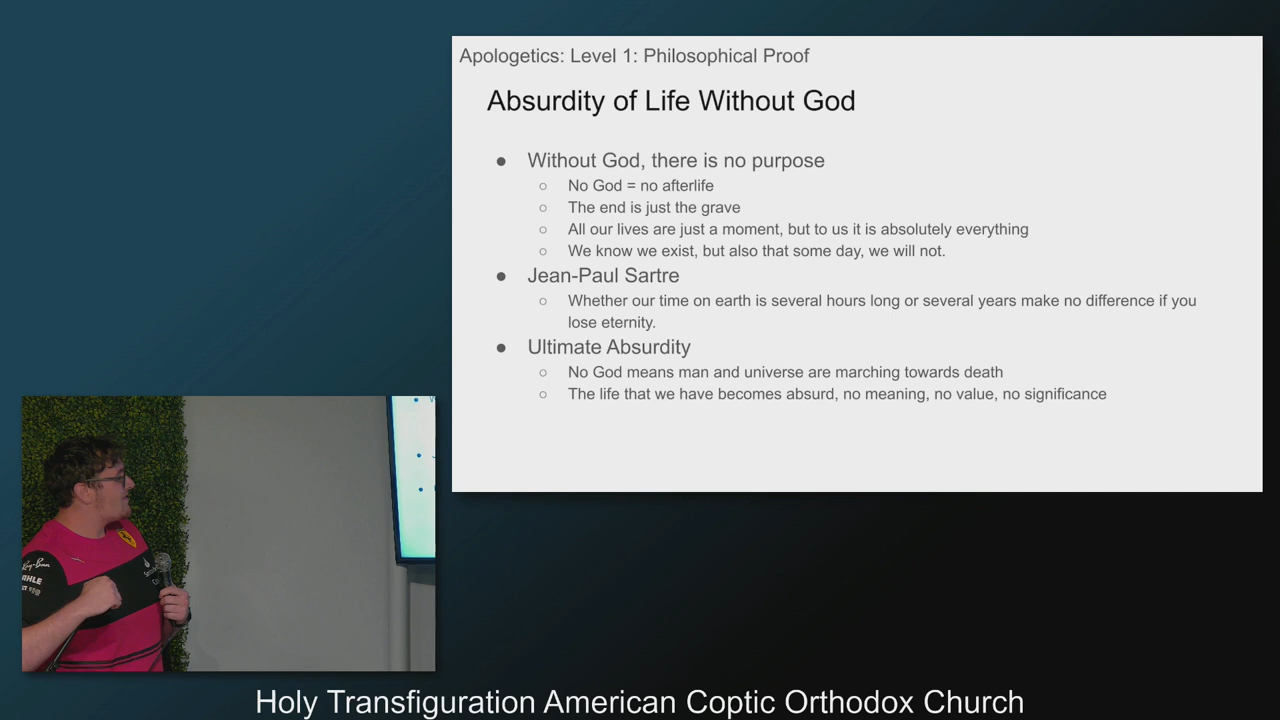 Apologetics: Level 1: Philosophical Proof
Absurdity of Life Without God
● Without God, there is no purpose
○ No God = no afterlife
○ The end is just the grave
○ All our lives are just a moment, but to us it is absolutely everything
○ We know we exist, but also that some day, we will not.
● Jean-Paul Sartre
○ Whether our time on earth is several hours long or several years make no difference if you
lose eternity.
● Ultimate Absurdity
○ No God means man and universe are marching towards death
○ The life that we have becomes absurd, no meaning, no value, no significance
Ray-Ban
Holy Transfiguration American Coptic Orthodox Church